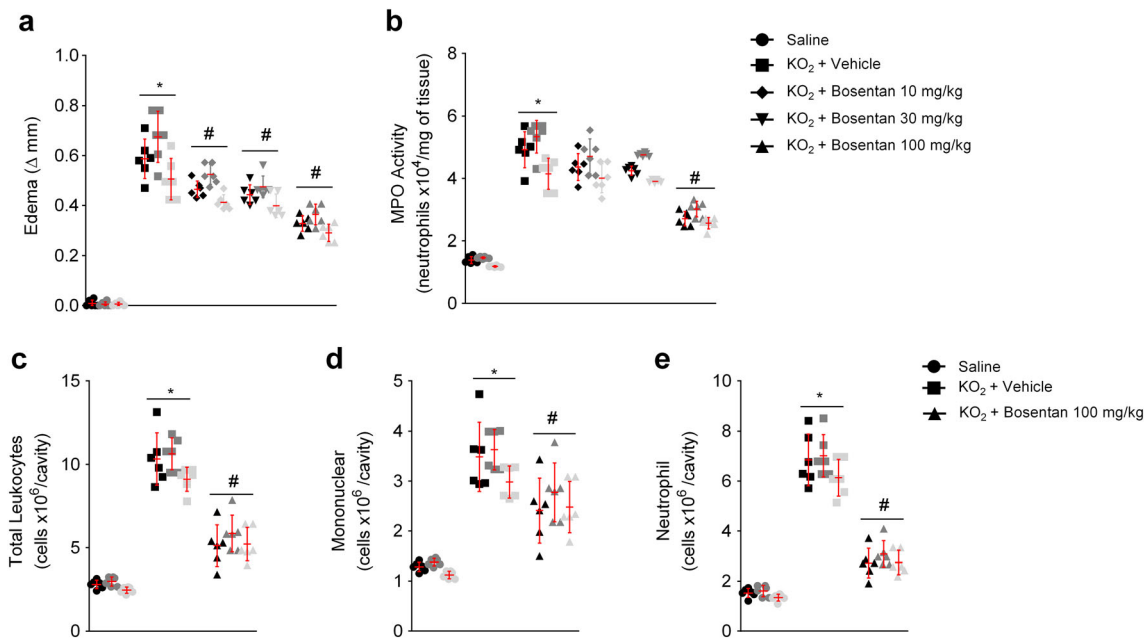 a
Edema (Δ mm)
1.0
0.8
0.6
0.4
0.2
0.0
*
#
#
#
b
MPO Activity
(neutrophils x10⁴/mg of tissue)
8
6
4
2
0
*
#
Saline
KO₂ + Vehicle
KO₂ + Bosentan 10 mg/kg
KO₂ + Bosentan 30 mg/kg
KO₂ + Bosentan 100 mg/kg
c
Total Leukocytes
(cells x10⁶/cavity)
15
10
5
0
*
#
d
Mononuclear
(cells x10⁶/cavity)
5
4
3
2
1
0
*
#
e
Neutrophil
(cells x10⁶/cavity)
10
8
6
4
2
0
*
#
Saline
KO₂ + Vehicle
KO₂ + Bosentan 100 mg/kg